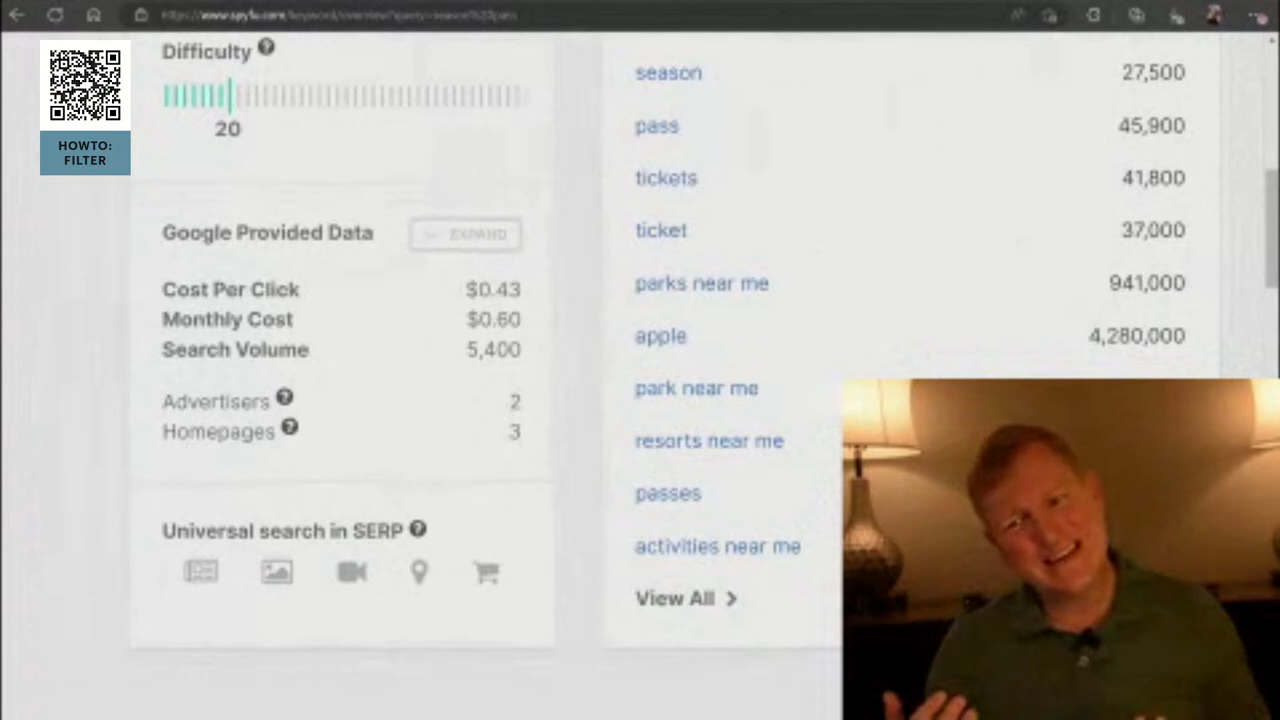 HOWTO:
FILTER
Difficulty
20
Google Provided Data
EXPAND
Cost Per Click $0.43
Monthly Cost $0.60
Search Volume 5,400
Advertisers 2
Homepages 3
Universal search in SERP
season 27,500
pass 45,900
tickets 41,800
ticket 37,000
parks near me 941,000
apple 4,280,000
park near me
resorts near me
passes
activities near me
View All